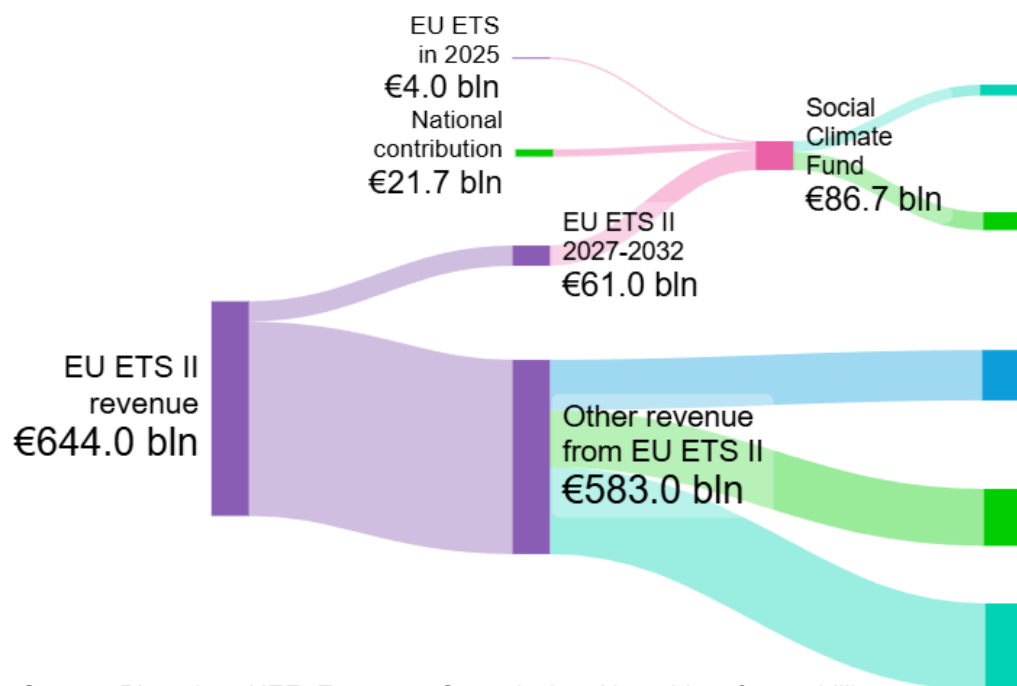 EU ETS
in 2025
€4.0 bln
National
contribution
€21.7 bln
Social
Climate
Fund
€86.7 bln
EU ETS II
2027-2032
€61.0 bln
EU ETS II
revenue
€644.0 bln
Other revenue
from EU ETS II
€583.0 bln